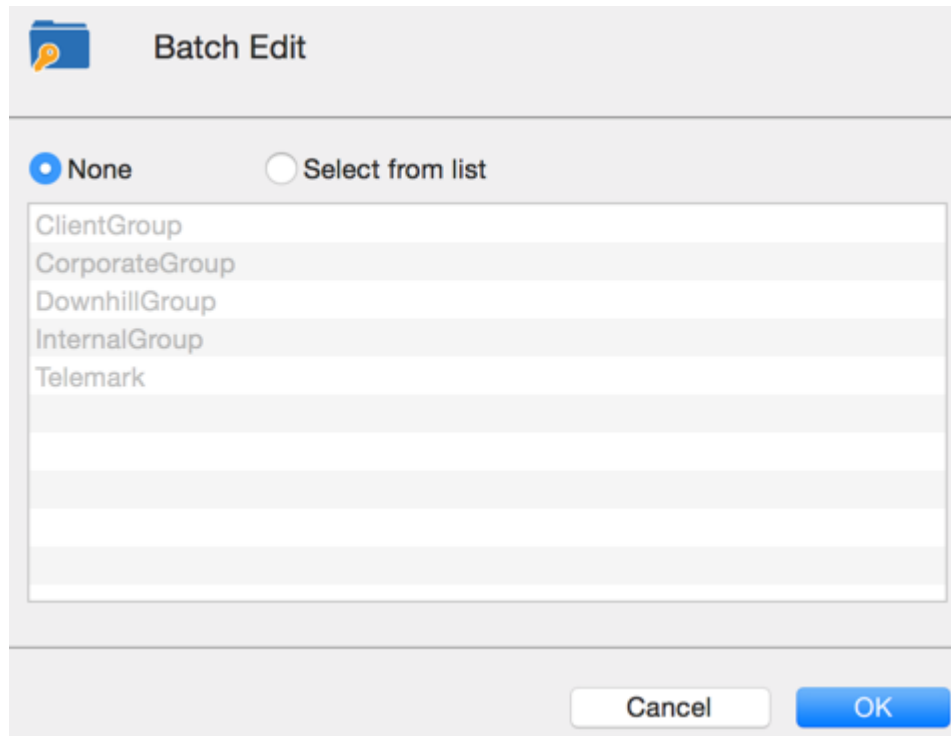 Batch Edit
None Select from list
ClientGroup
CorporateGroup
DownhillGroup
InternalGroup
Telemark
Cancel OK